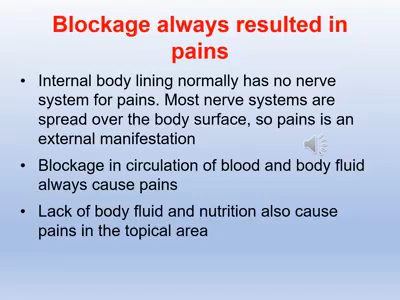 Blockage always resulted in
pains
• Internal body lining normally has no nerve
system for pains. Most nerve systems are
spread over the body surface, so pains is an
external manifestation
• Blockage in circulation of blood and body fluid
always cause pains
• Lack of body fluid and nutrition also cause
pains in the topical area